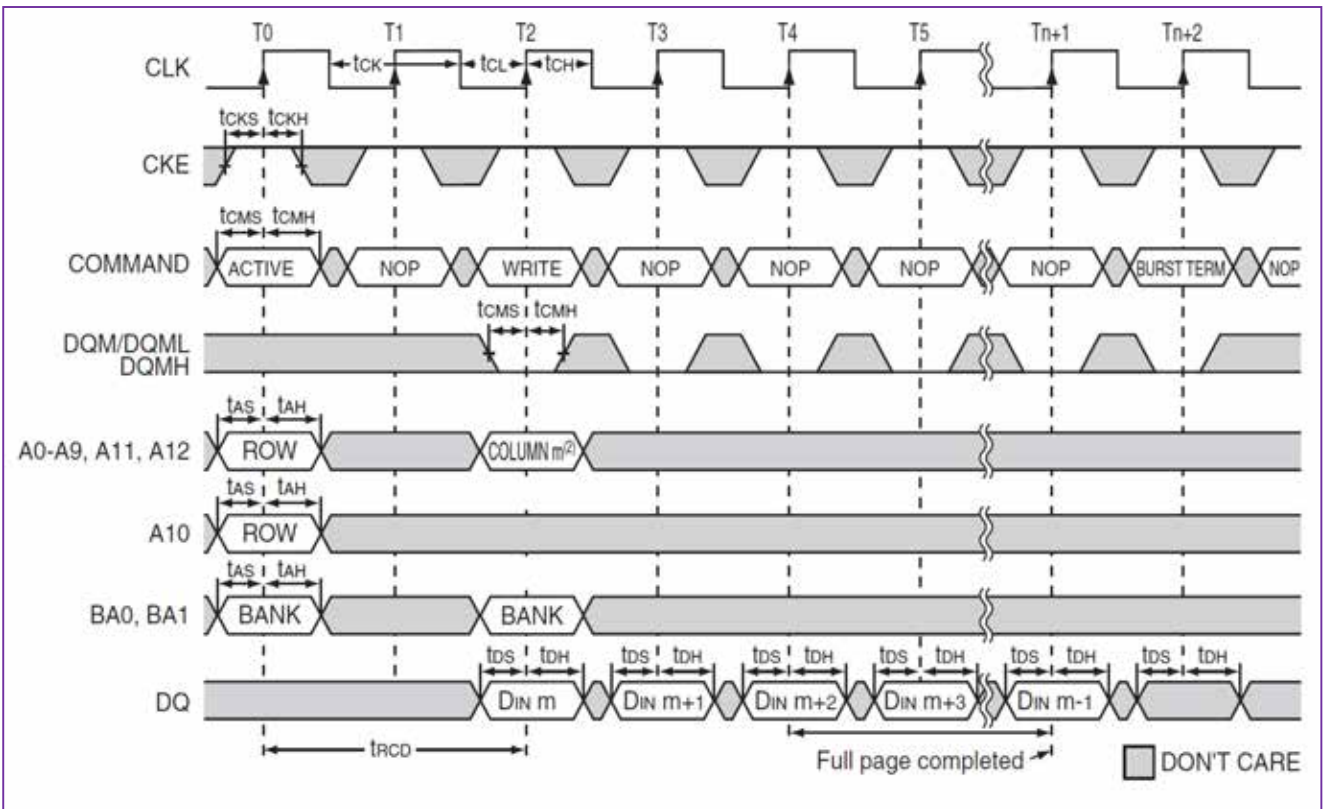 T0 T1 T2 T3 T4 T5 Tn+1 Tn+2
CLK tCK tCL tCH
tCKS tCKH
CKE
tCMS tCMH
COMMAND ACTIVE NOP WRITE NOP NOP NOP NOP BURST TERM NOP
tCMS tCMH
DQM/DQML
DQMH
tAS tAH
A0-A9, A11, A12 ROW COLUMN m(2)
tAS tAH
A10 ROW
tAS tAH
BA0, BA1 BANK BANK
tDS tDH tDS tDH tDS tDH tDS tDH tDS tDH tDS tDH
DQ DIN m DIN m+1 DIN m+2 DIN m+3 DIN m-1
tRCD
Full page completed
DON'T CARE